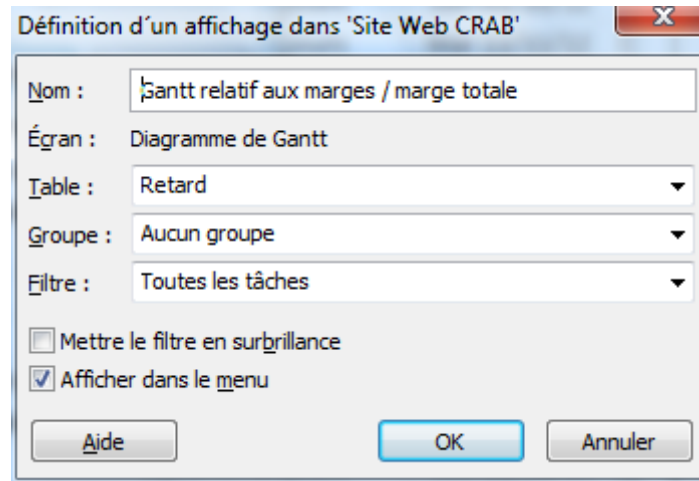 Définition d´un affichage dans 'Site Web CRAB'
Nom : Gantt relatif aux marges / marge totale
Écran : Diagramme de Gantt
Table : Retard
Groupe : Aucun groupe
Filtre : Toutes les tâches
Mettre le filtre en surbrillance
Afficher dans le menu
Aide OK Annuler